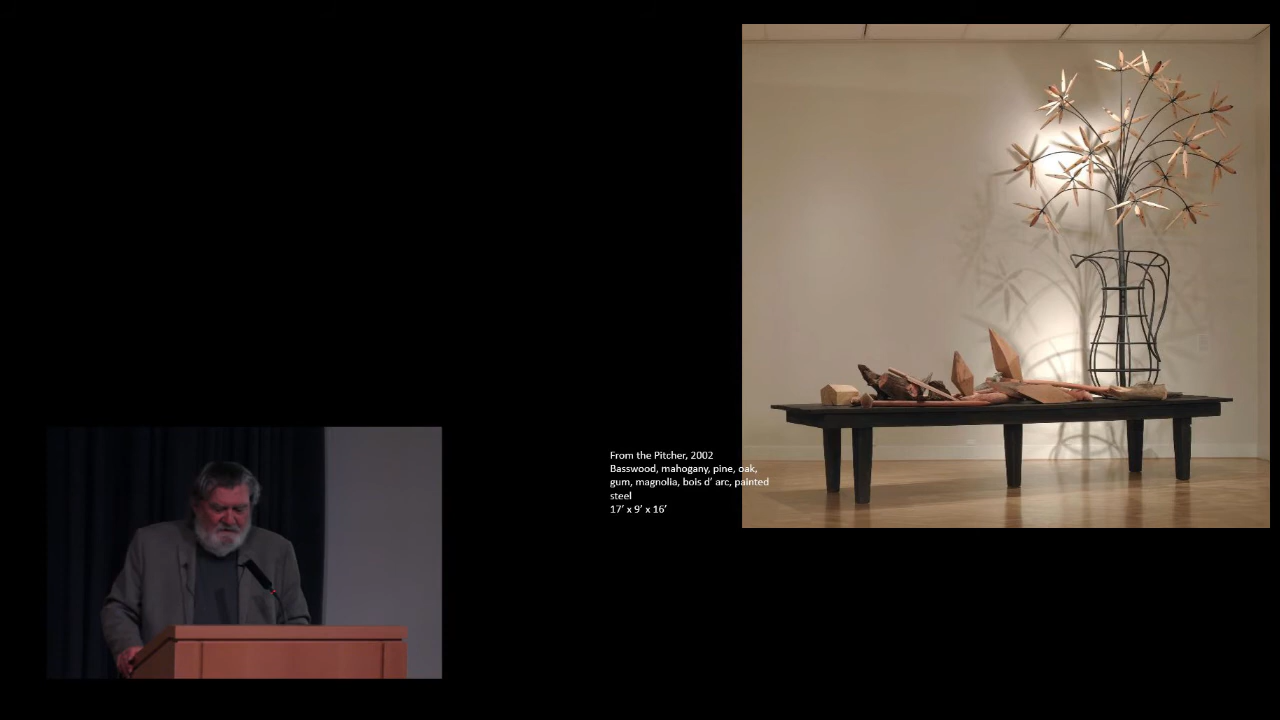 From the Pitcher, 2002
Basswood, mahogany, pine, oak,
gum, magnolia, bois d' arc, painted
steel
17' x 9' x 16'